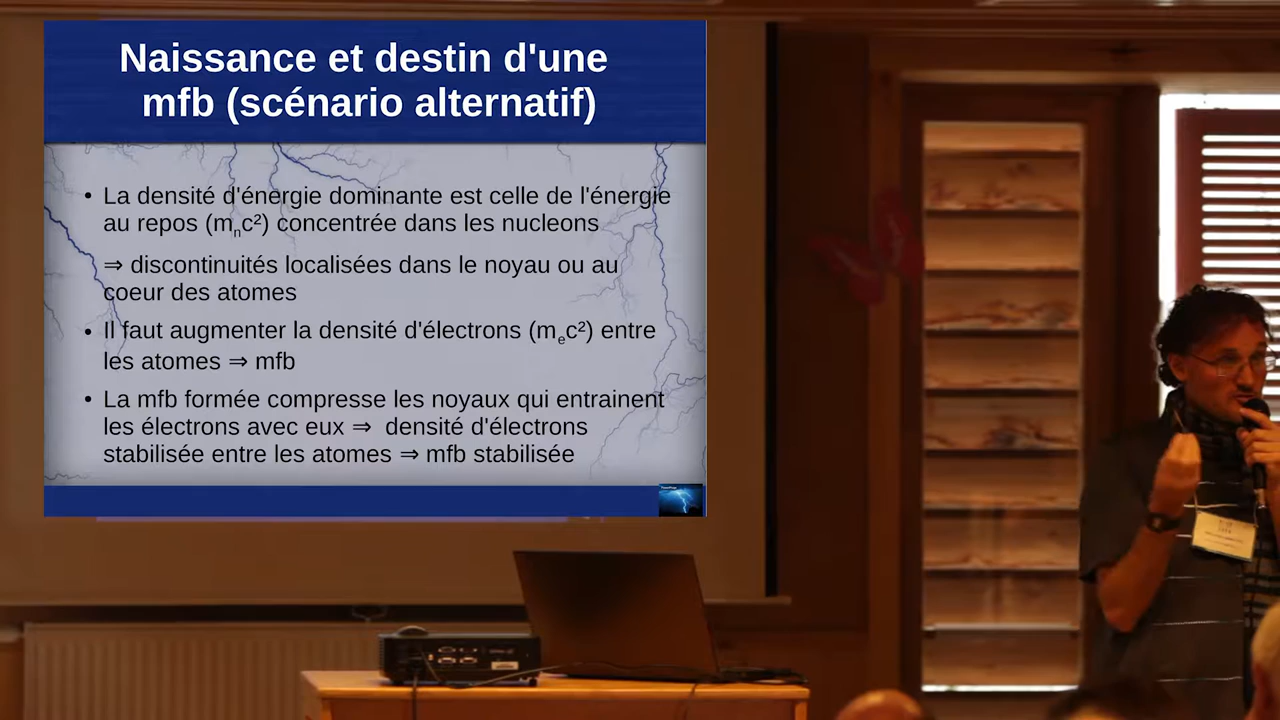 Naissance et destin d'une
mfb (scénario alternatif)
• La densité d'énergie dominante est celle de l'énergie
au repos (mₙc²) concentrée dans les nucleons
⇒ discontinuités localisées dans le noyau ou au
coeur des atomes
• Il faut augmenter la densité d'électrons (mₑc²) entre
les atomes ⇒ mfb
• La mfb formée compresse les noyaux qui entrainent
les électrons avec eux ⇒ densité d'électrons
stabilisée entre les atomes ⇒ mfb stabilisée